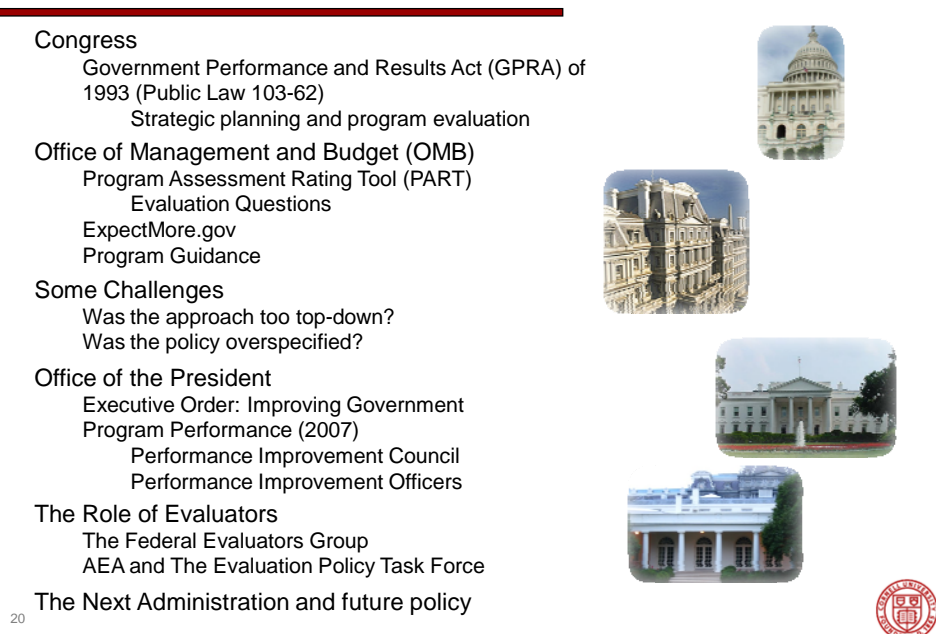 Congress
Government Performance and Results Act (GPRA) of
1993 (Public Law 103-62)
Strategic planning and program evaluation
Office of Management and Budget (OMB)
Program Assessment Rating Tool (PART)
Evaluation Questions
ExpectMore.gov
Program Guidance
Some Challenges
Was the approach too top-down?
Was the policy overspecified?
Office of the President
Executive Order: Improving Government
Program Performance (2007)
Performance Improvement Council
Performance Improvement Officers
The Role of Evaluators
The Federal Evaluators Group
AEA and The Evaluation Policy Task Force
The Next Administration and future policy
20
CORNELL UNIVERSITY